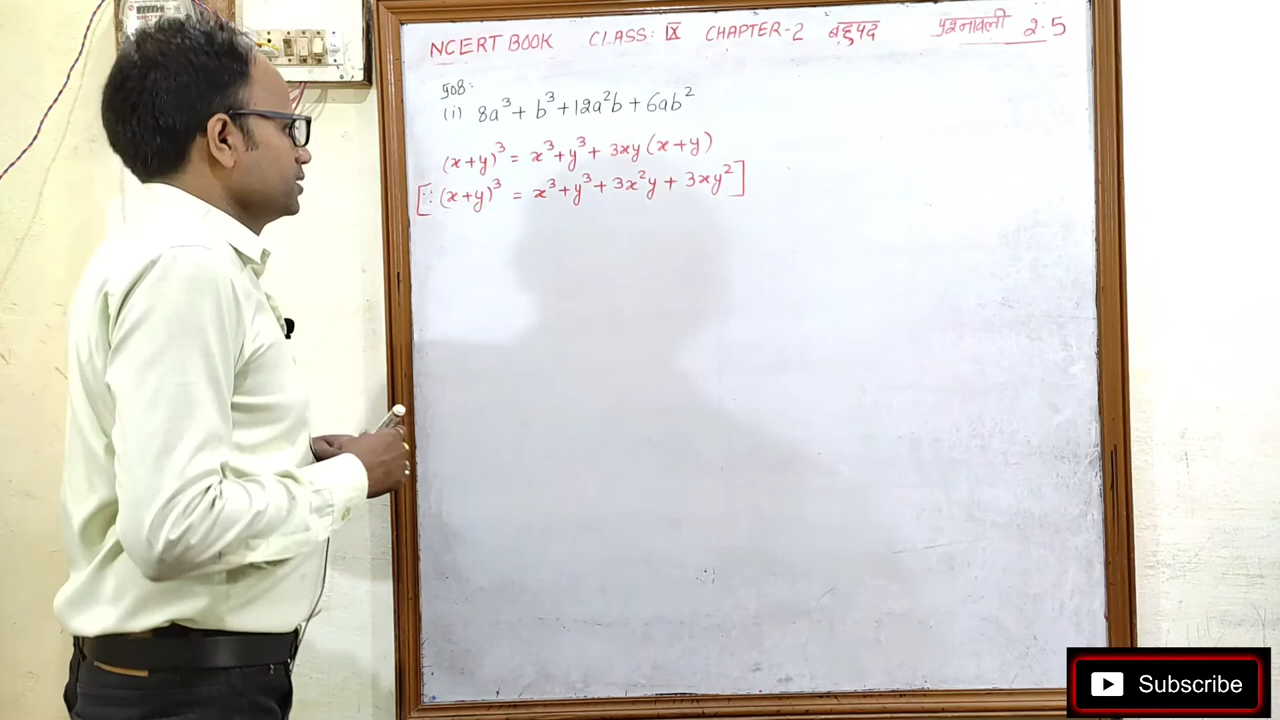 NCERT BOOK CLASS: IX CHAPTER-2 बहुपद प्रश्नावली 2.5
प्र०8:
(i) 8a³ + b³ + 12a²b + 6ab²
(x+y)³ = x³ + y³ + 3xy (x+y)
[∵ (x+y)³ = x³ + y³ + 3x²y + 3xy²]
Subscribe